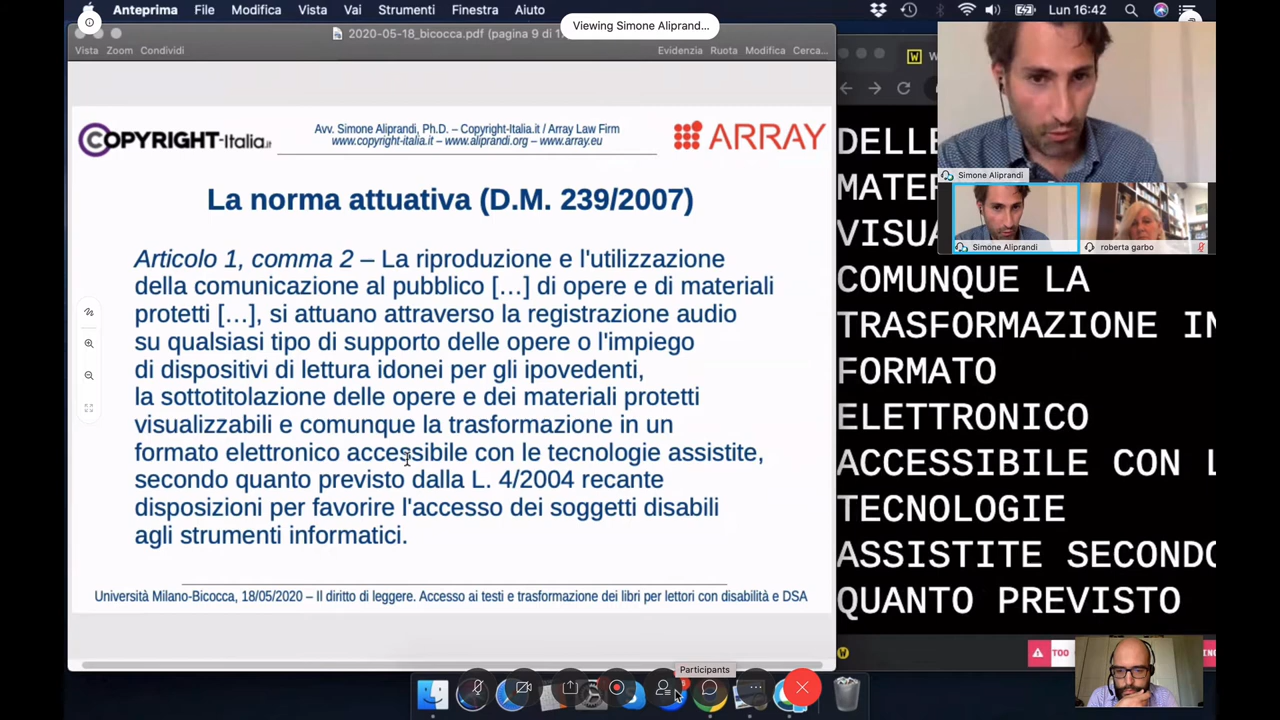 Anteprima File Modifica Vista Vai Strumenti Finestra Aiuto
Lun 16:42
Viewing Simone Aliprand...
2020-05-18_bicocca.pdf (pagina 9 di 1
Vista Zoom Condividi
Evidenzia Ruota Modifica Cerca...
COPYRIGHT-Italia.it
Avv. Simone Aliprandi, Ph.D. – Copyright-Italia.it / Array Law Firm
www.copyright-italia.it – www.aliprandi.org – www.array.eu
ARRAY
La norma attuativa (D.M. 239/2007)
Articolo 1, comma 2 – La riproduzione e l'utilizzazione
della comunicazione al pubblico […] di opere e di materiali
protetti […], si attuano attraverso la registrazione audio
su qualsiasi tipo di supporto delle opere o l'impiego
di dispositivi di lettura idonei per gli ipovedenti,
la sottotitolazione delle opere e dei materiali protetti
visualizzabili e comunque la trasformazione in un
formato elettronico accessibile con le tecnologie assistite,
secondo quanto previsto dalla L. 4/2004 recante
disposizioni per favorire l'accesso dei soggetti disabili
agli strumenti informatici.
Università Milano-Bicocca, 18/05/2020 – Il diritto di leggere. Accesso ai testi e trasformazione dei libri per lettori con disabilità e DSA
DELLE
MATER
VISUA
COMUNQUE LA
TRASFORMAZIONE IN
FORMATO
ELETTRONICO
ACCESSIBILE CON L
TECNOLOGIE
ASSISTITE SECONDO
QUANTO PREVISTO
Simone Aliprandi
Simone Aliprandi
roberta garbo
TOO
Participants